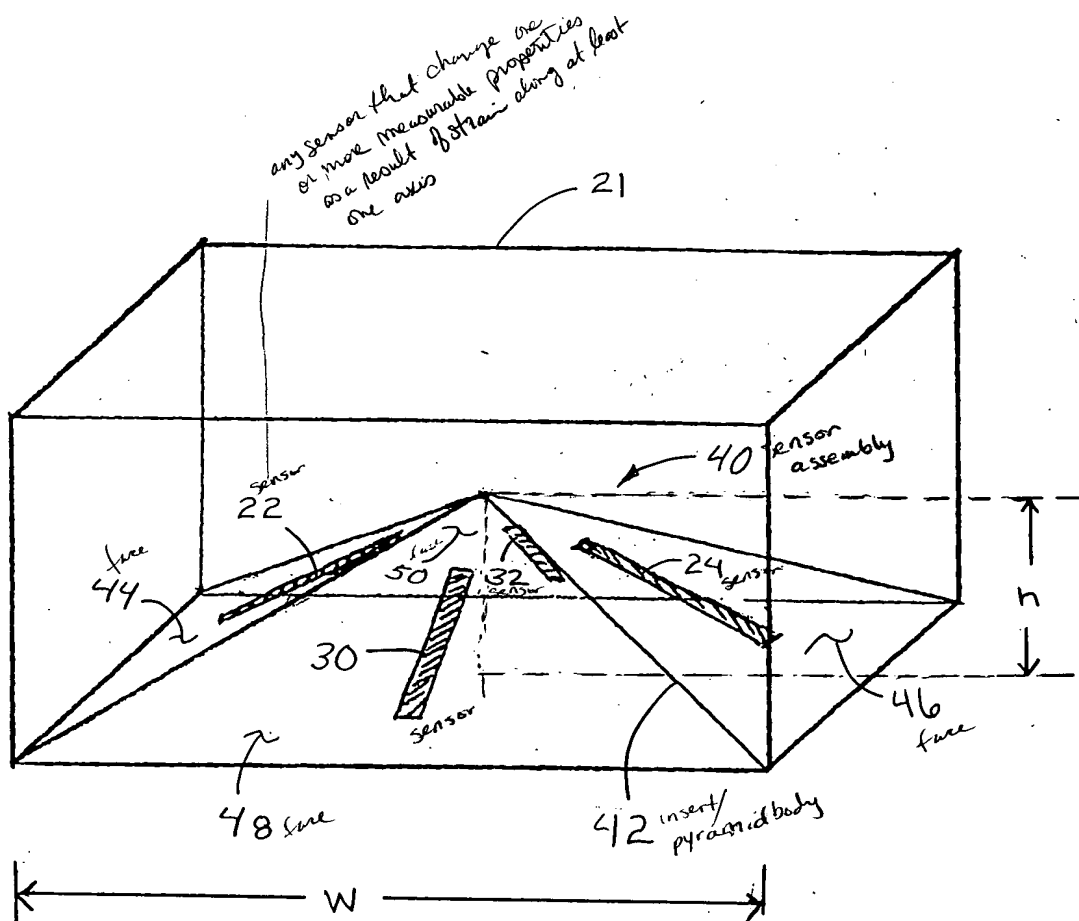 any sensor that change one
or more measurable properties
as a result of strain along at least
one axis
21
40 sensor
assembly
sensor
22
face
44
face
50
32
sensor
24 sensor
h
30
sensor
46
face
48 face
42 insert/
pyramid body
W